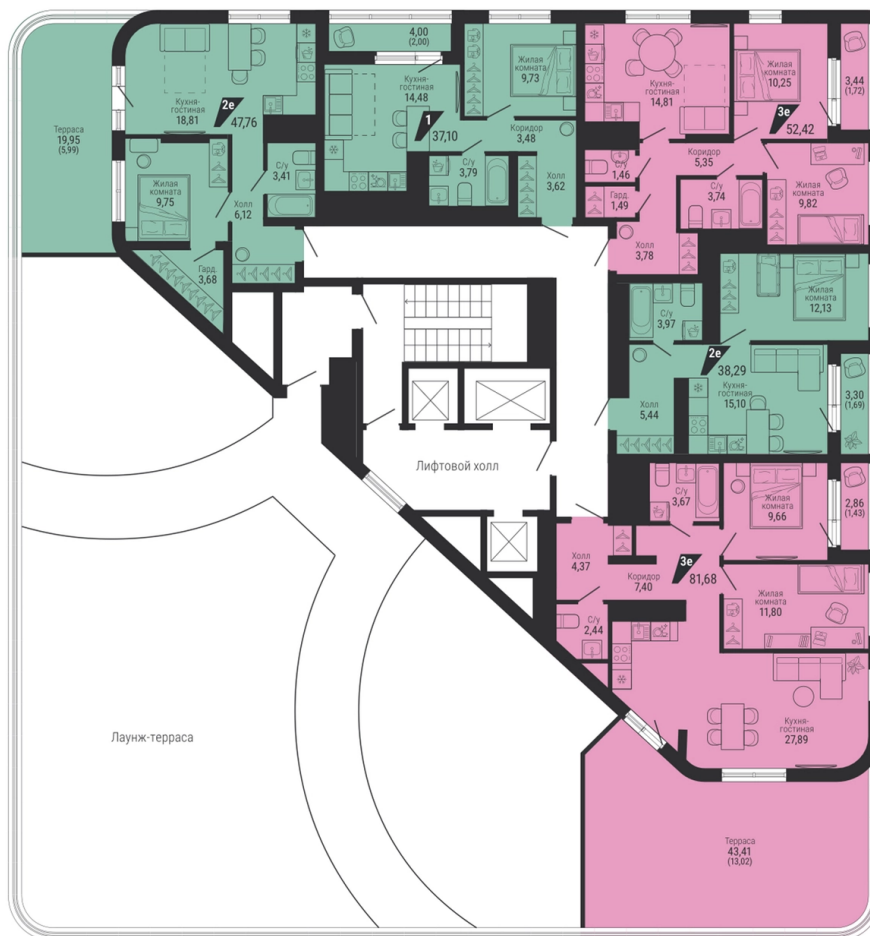 4,00
(2,00)
Кухня-
гостиная
18,81
2е
47,76
Терраса
19,95
(5,99)
Кухня-
гостиная
14,48
1
37,10
Жилая
комната
9,73
Коридор
3,48
Кухня-
гостиная
14,81
Жилая
комната
10,25
3,44
(1,72)
3е
52,42
Жилая
комната
9,75
С/у
3,41
Холл
6,12
С/у
3,79
Холл
3,62
С/у
1,46
Коридор
5,35
Гард.
1,49
С/у
3,74
Жилая
комната
9,82
Гард.
3,68
Холл
3,78
С/у
3,97
Жилая
комната
12,13
2е
38,29
Кухня-
гостиная
15,10
3,30
(1,69)
Холл
5,44
Лифтовой холл
С/у
3,67
Жилая
комната
9,66
2,86
(1,43)
Холл
4,37
Коридор
7,40
3е
81,68
Жилая
комната
11,80
С/у
2,44
Кухня-
гостиная
27,89
Лаунж-терраса
Терраса
43,41
(13,02)